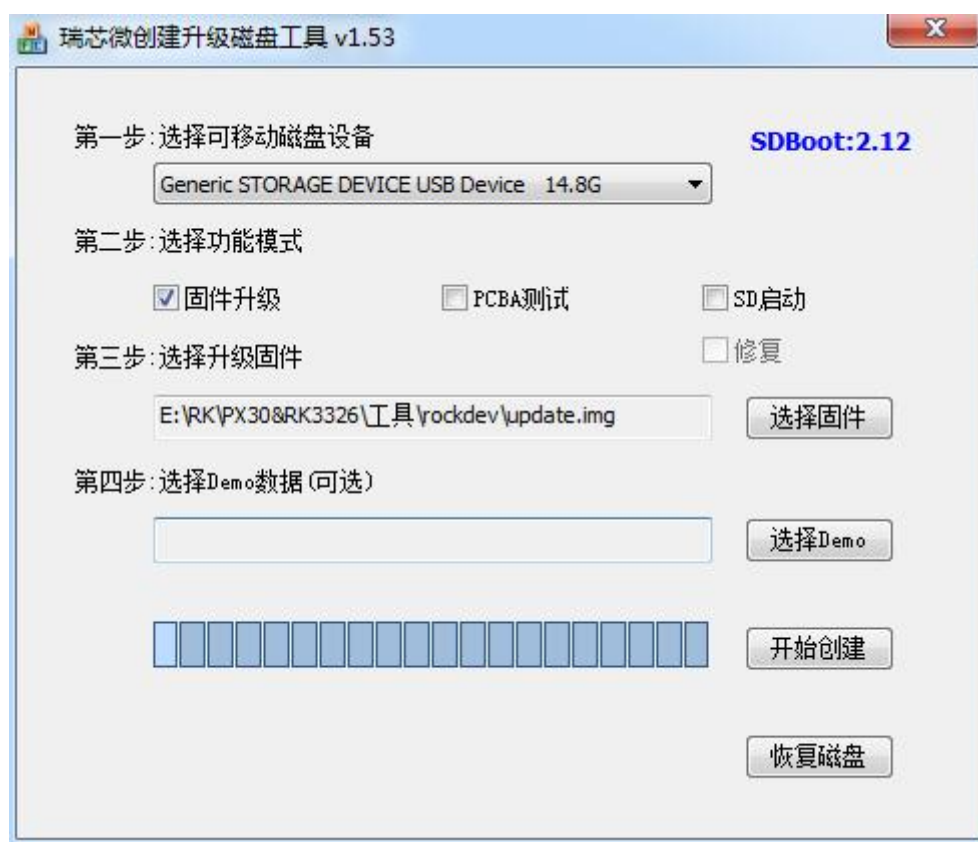 瑞芯微创建升级磁盘工具 v1.53
第一步:选择可移动磁盘设备
SDBoot:2.12
Generic STORAGE DEVICE USB Device 14.8G
第二步:选择功能模式
固件升级 PCBA测试 SD启动
修复
第三步:选择升级固件
E:\RK\PX30&RK3326\工具\rockdev\update.img 选择固件
第四步:选择Demo数据(可选)
选择Demo
开始创建
恢复磁盘